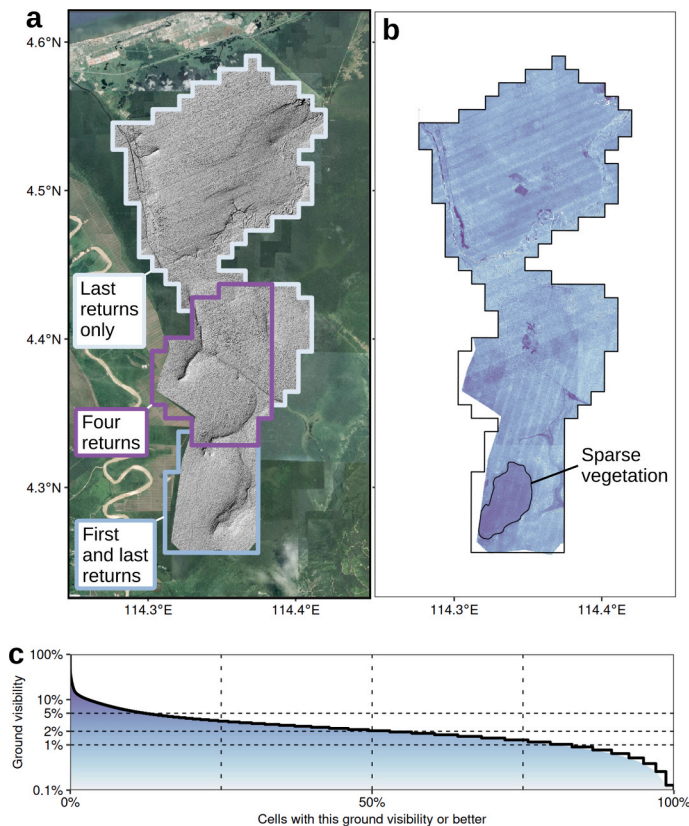 a
4.6°N
4.5°N
4.4°N
4.3°N
Last
returns
only
Four
returns
First
and last
returns
114.3°E
114.4°E
b
Sparse
vegetation
114.3°E
114.4°E
c
Ground visibility
100%
10%
5%
2%
1%
0.1%
0%
50%
100%
Cells with this ground visibility or better